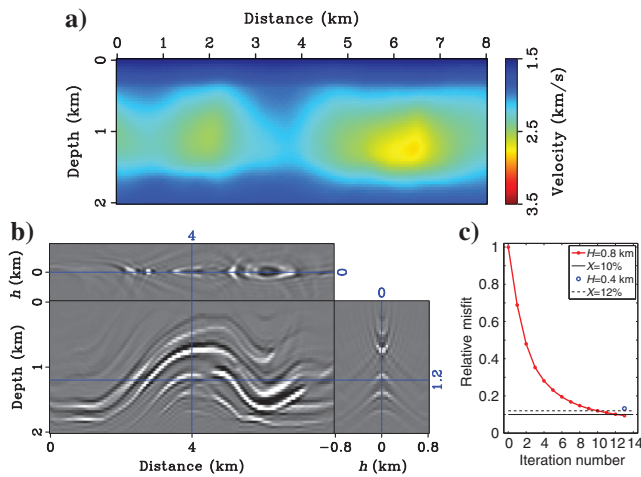 a)
Distance (km)
0 1 2 3 4 5 6 7 8
Depth (km)
0
1
2
1.5
2.5
3.5
Velocity (km/s)
b)
4
h (km)
0
0
0
Depth (km)
0
1
2
1.2
0 4 -0.8 0 0.8
Distance (km) h (km)
c)
Relative misfit
1
0.8
0.6
0.4
0.2
0
H=0.8 km
X=10%
H=0.4 km
X=12%
0 2 4 6 8 10 12 14
Iteration number